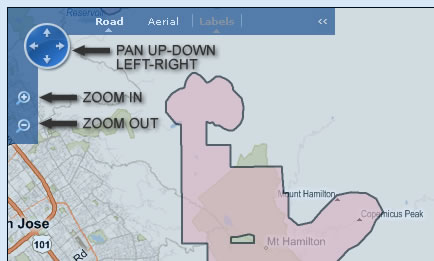 Reservoir
Road Aerial Labels <<
PAN UP-DOWN
LEFT-RIGHT
ZOOM IN
ZOOM OUT
Mount Hamilton
Copernicus Peak
n Jose
101
Mt Hamilton
Rd